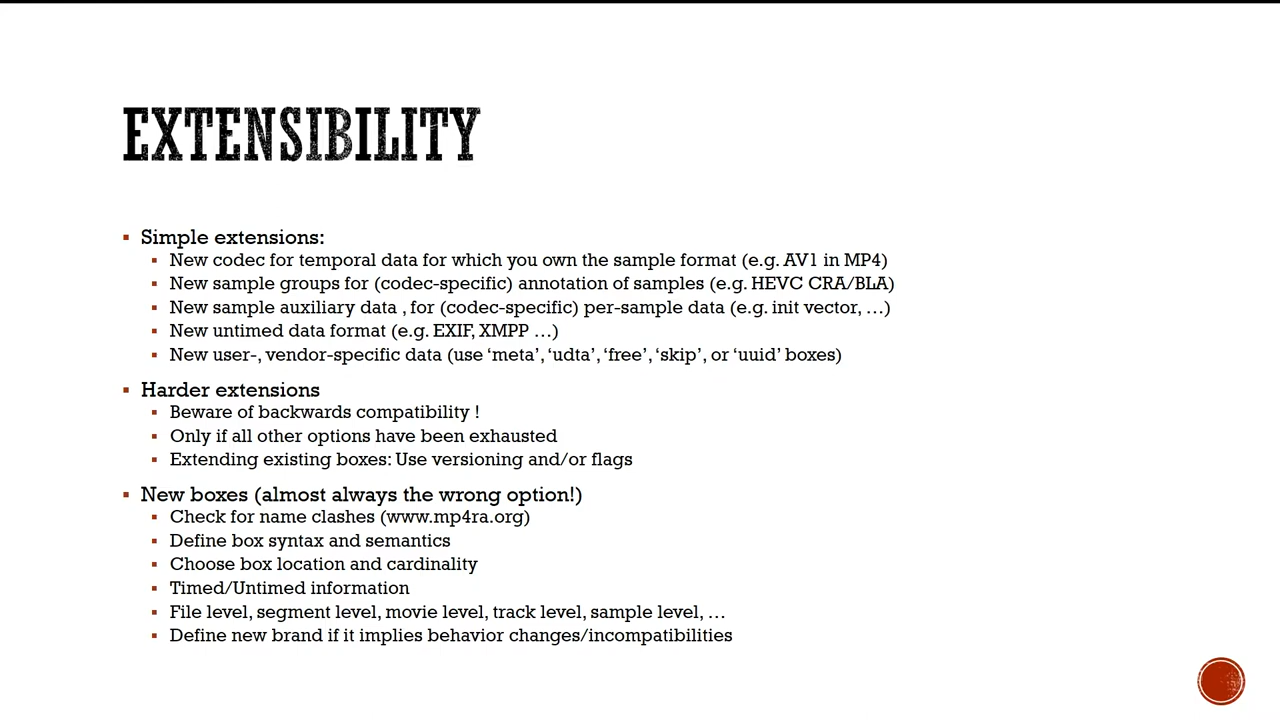 EXTENSIBILITY
Simple extensions:
New codec for temporal data for which you own the sample format (e.g. AV1 in MP4)
New sample groups for (codec-specific) annotation of samples (e.g. HEVC CRA/BLA)
New sample auxiliary data , for (codec-specific) per-sample data (e.g. init vector, …)
New untimed data format (e.g. EXIF, XMPP …)
New user-, vendor-specific data (use ‘meta’, ‘udta’, ‘free’, ‘skip’, or ‘uuid’ boxes)
Harder extensions
Beware of backwards compatibility !
Only if all other options have been exhausted
Extending existing boxes: Use versioning and/or flags
New boxes (almost always the wrong option!)
Check for name clashes (www.mp4ra.org)
Define box syntax and semantics
Choose box location and cardinality
Timed/Untimed information
File level, segment level, movie level, track level, sample level, …
Define new brand if it implies behavior changes/incompatibilities